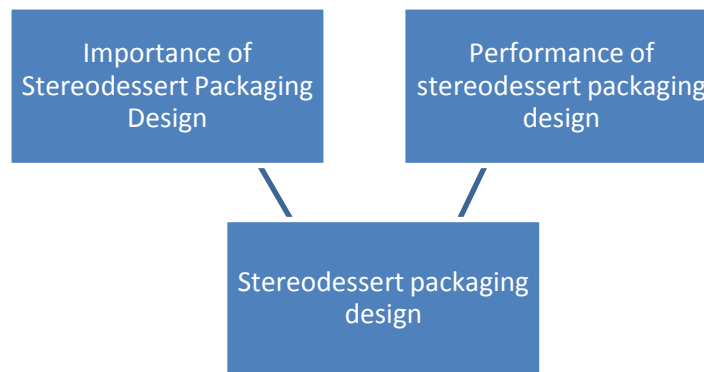 Importance of
Stereodessert Packaging
Design
Performance of
stereodessert packaging
design
Stereodessert packaging
design